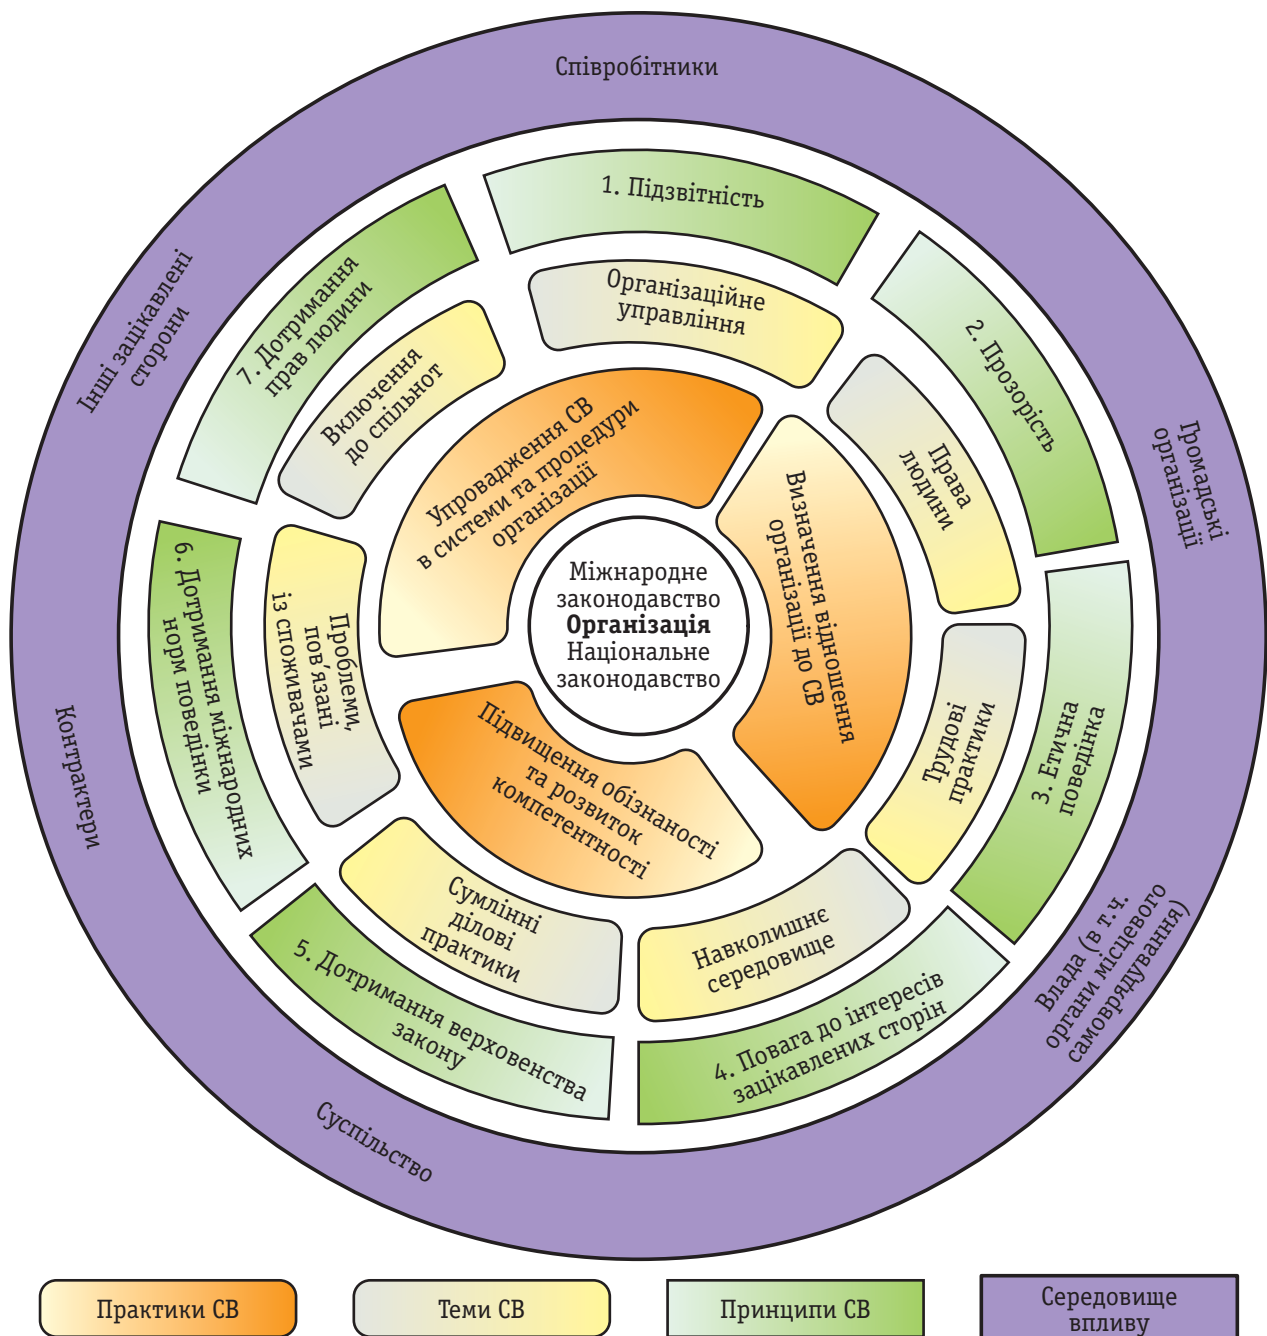 Співробітники
Громадські
організації
Влада (в т.ч.
органи місцевого
самоврядування)
Суспільство
Контрактери
Інші зацікавлені
сторони
1. Підзвітність
2. Прозорість
3. Етична
поведінка
4. Повага до інтересів
зацікавлених сторін
5. Дотримання верховенства
закону
6. Дотримання міжнародних
норм поведінки
7. Дотримання
прав людини
Організаційне
управління
Права
людини
Трудові
практики
Навколишнє
середовище
Сумлінні
ділові
практики
Проблеми,
пов’язані
із споживачами
Включення
до спільнот
Упровадження СВ
в системи та процедури
організації
Визначення відношення
організації до СВ
Підвищення обізнаності
та розвиток
компетентності
Міжнародне
законодавство
Організація
Національне
законодавство
Практики СВ
Теми СВ
Принципи СВ
Середовище
впливу